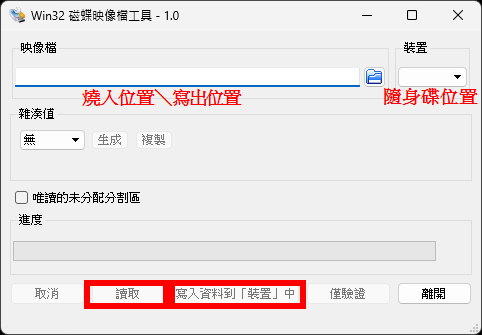 Win32 磁碟映像檔工具 - 1.0
映像檔
裝置
燒入位置＼寫出位置
隨身碟位置
雜湊值
無
生成
複製
唯讀的未分配分割區
進度
取消
讀取
寫入資料到「裝置」中
僅驗證
離開